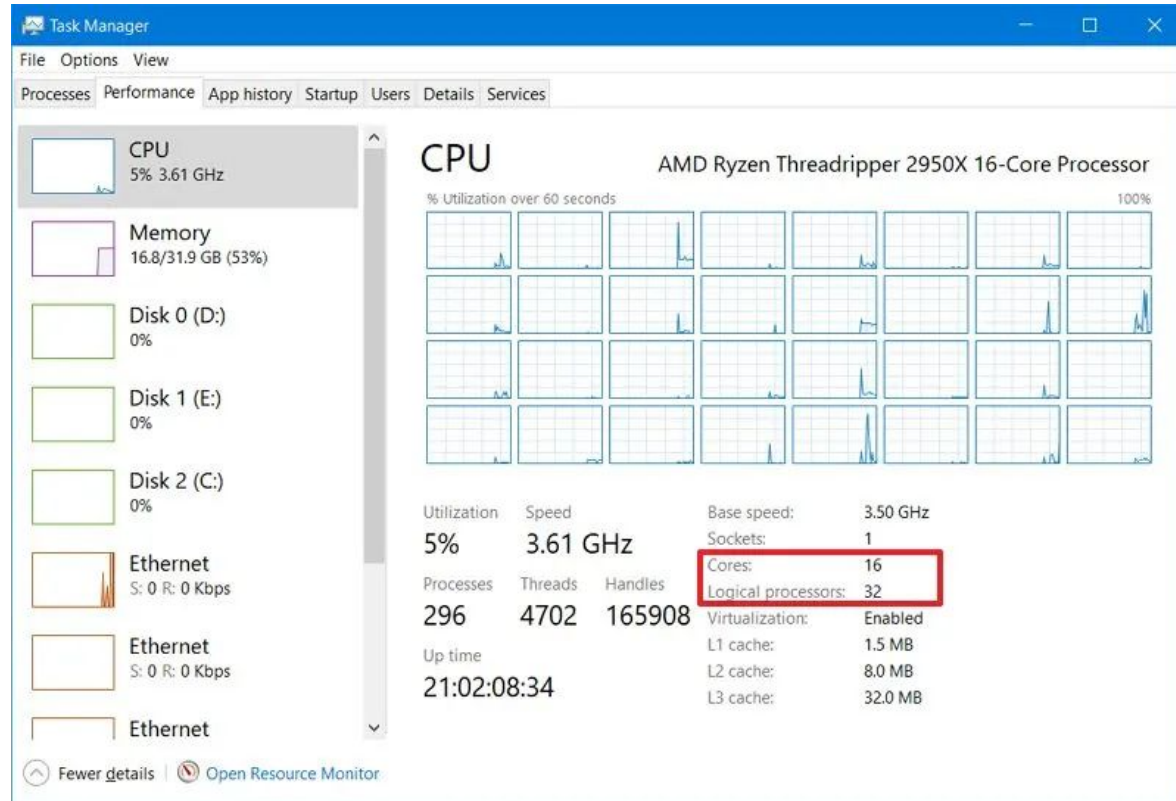 Task Manager
File Options View
Processes Performance App history Startup Users Details Services
CPU
5% 3.61 GHz
Memory
16.8/31.9 GB (53%)
Disk 0 (D:)
0%
Disk 1 (E:)
0%
Disk 2 (C:)
0%
Ethernet
S: 0 R: 0 Kbps
Ethernet
S: 0 R: 0 Kbps
Ethernet
CPU AMD Ryzen Threadripper 2950X 16-Core Processor
% Utilization over 60 seconds 100%
Utilization Speed
5% 3.61 GHz
Processes Threads Handles
296 4702 165908
Up time
21:02:08:34
Base speed: 3.50 GHz
Sockets: 1
Cores: 16
Logical processors: 32
Virtualization: Enabled
L1 cache: 1.5 MB
L2 cache: 8.0 MB
L3 cache: 32.0 MB
Fewer details Open Resource Monitor